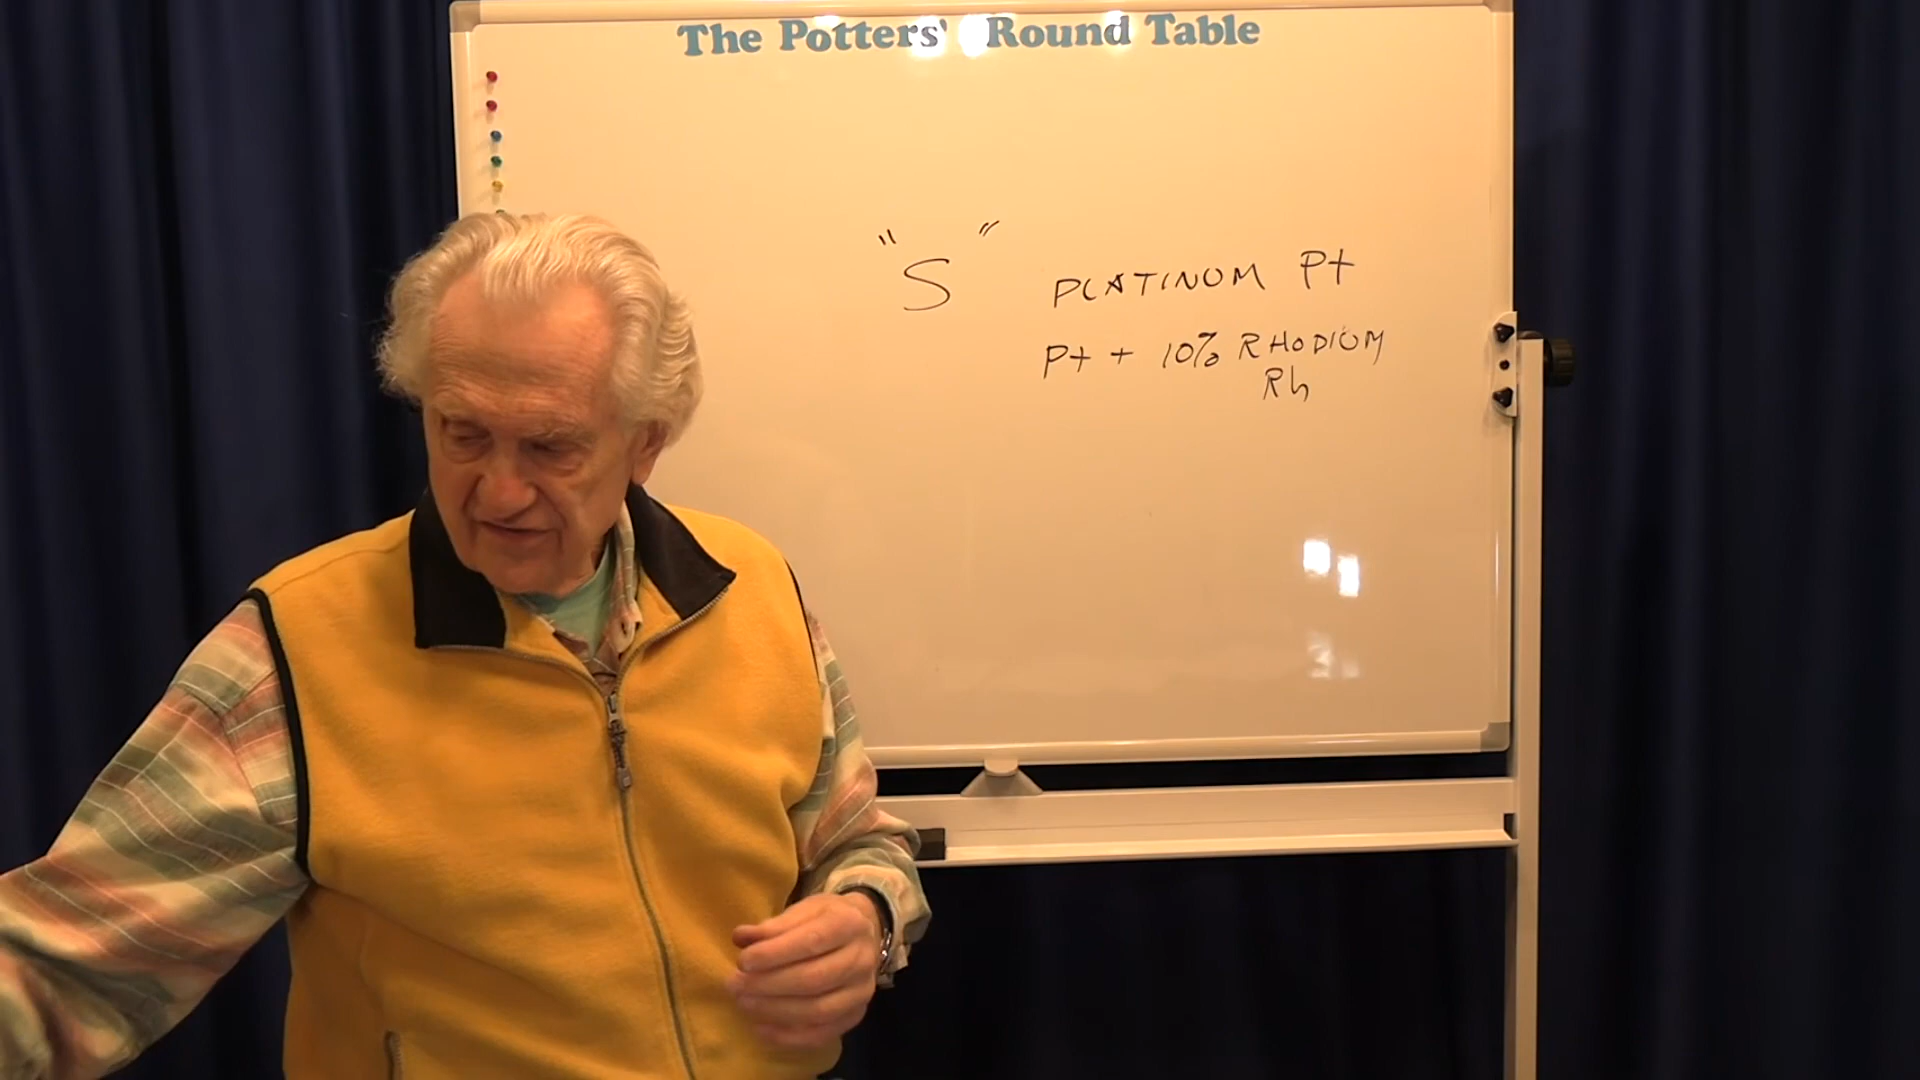 The Potters' Round Table
"S" PLATINUM Pt
Pt + 10% RHODIUM
Rh